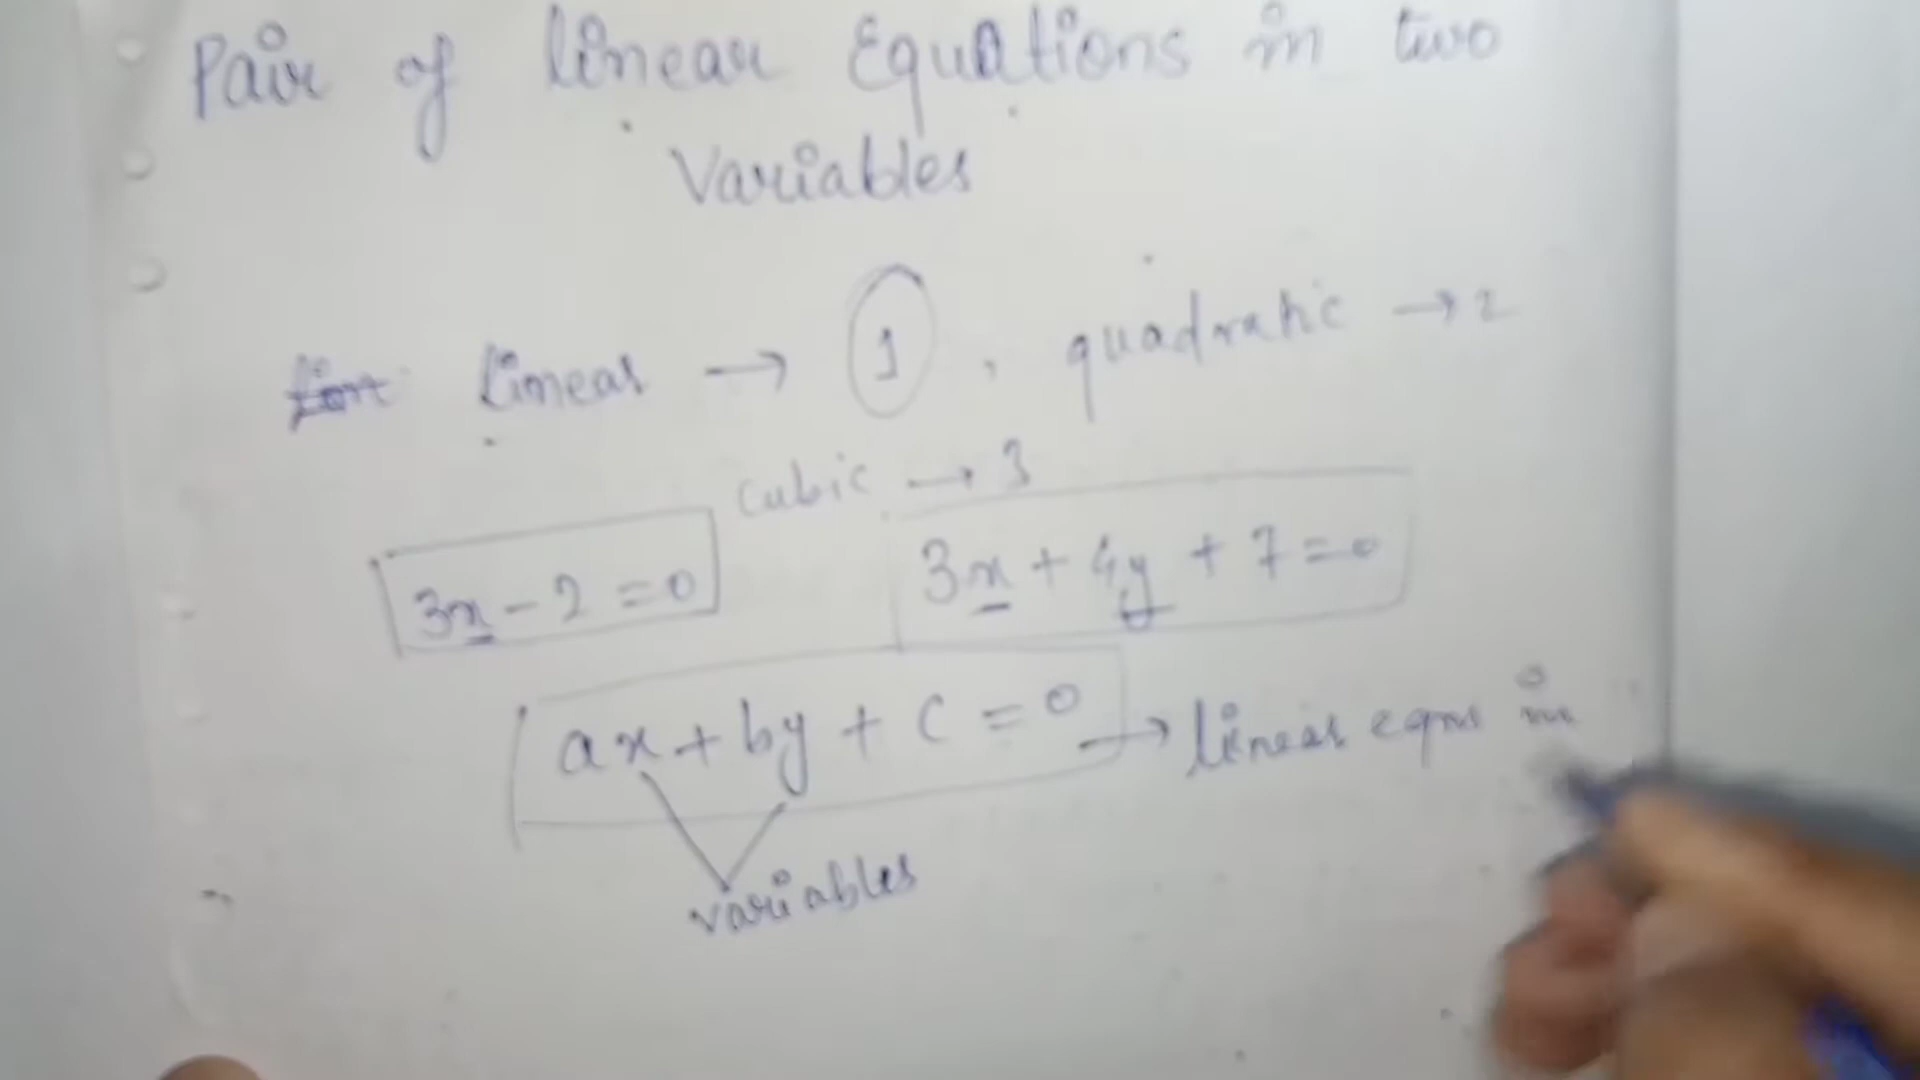 Pair of linear Equations in two
Variables
linear → 1, quadratic → 2
cubic → 3
3x - 2 = 0
3x + 4y + 7 = 0
ax + by + c = 0 → linear eqns in
variables